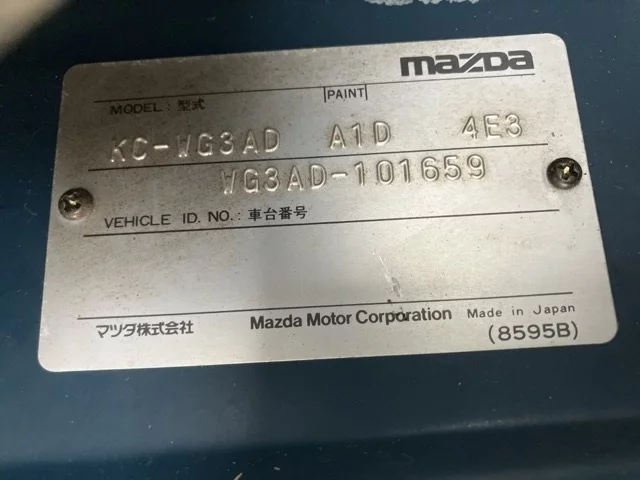 mazda
MODEL: 型式 PAINT
KC-WG3AD A1D 4E3
WG3AD-101659
VEHICLE ID. NO.: 車台番号
マツダ株式会社 Mazda Motor Corporation Made in Japan
(8595B)